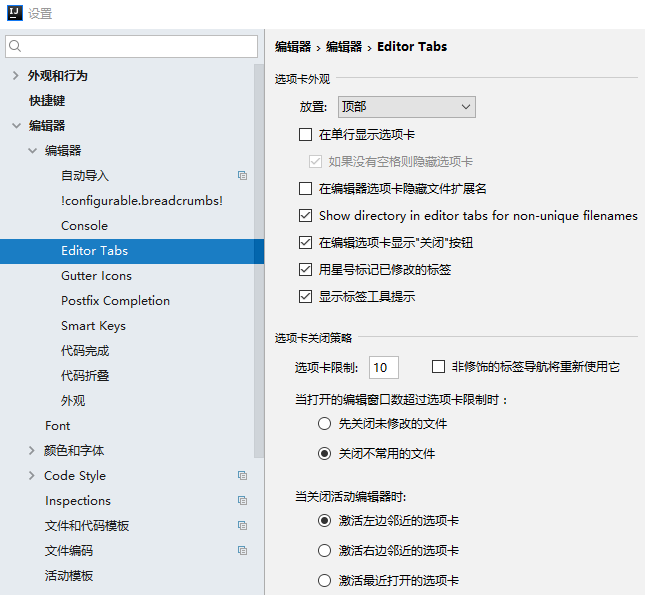 IJ 设置
外观和行为
快捷键
编辑器
编辑器
自动导入
!configurable.breadcrumbs!
Console
Editor Tabs
Gutter Icons
Postfix Completion
Smart Keys
代码完成
代码折叠
外观
Font
颜色和字体
Code Style
Inspections
文件和代码模板
文件编码
活动模板
编辑器 › 编辑器 › Editor Tabs
选项卡外观
放置: 顶部
在单行显示选项卡
如果没有空格则隐藏选项卡
在编辑器选项卡隐藏文件扩展名
Show directory in editor tabs for non-unique filenames
在编辑选项卡显示"关闭"按钮
用星号标记已修改的标签
显示标签工具提示
选项卡关闭策略
选项卡限制: 10 非修饰的标签导航将重新使用它
当打开的编辑窗口数超过选项卡限制时：
先关闭未修改的文件
关闭不常用的文件
当关闭活动编辑器时:
激活左边邻近的选项卡
激活右边邻近的选项卡
激活最近打开的选项卡